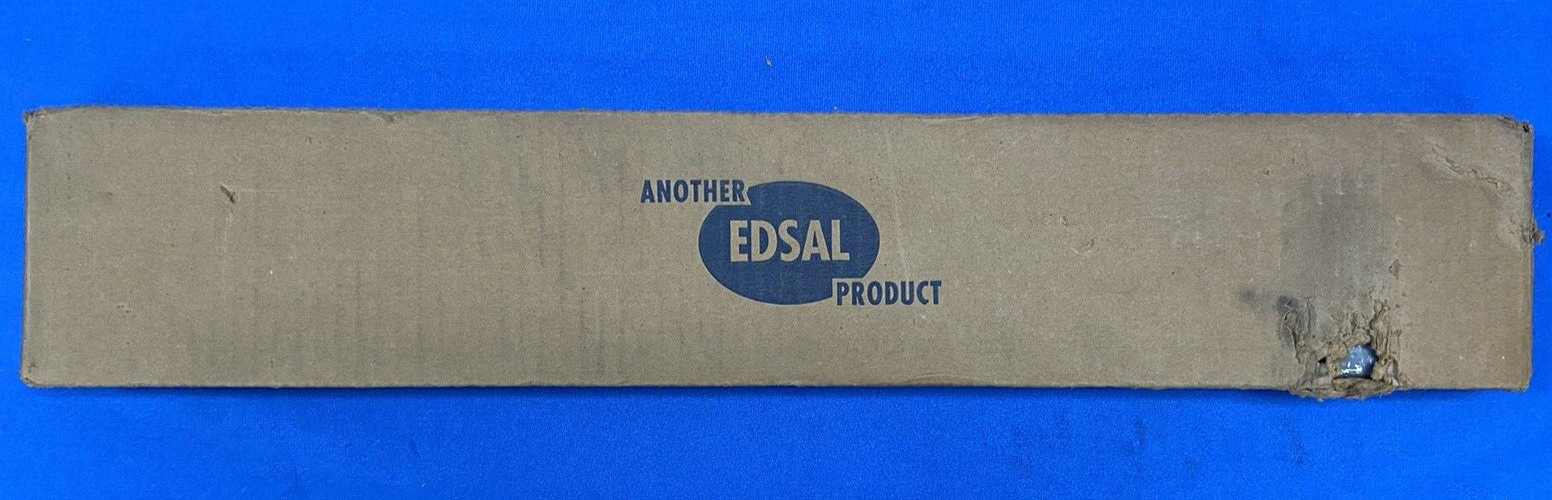 ANOTHER
EDSAL
PRODUCT